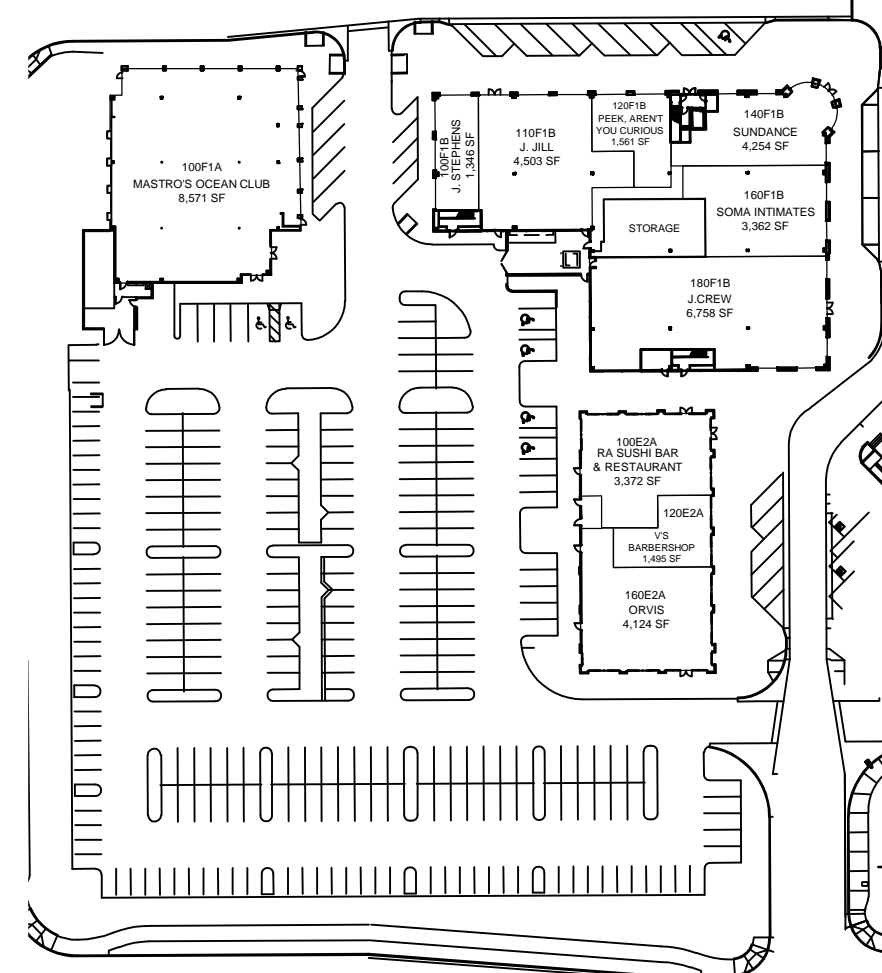 100F1A
MASTRO'S OCEAN CLUB
8,571 SF
100F1B
J. STEPHENS
1,346 SF
110F1B
J. JILL
4,503 SF
120F1B
PEEK, AREN'T
YOU CURIOUS
1,561 SF
140F1B
SUNDANCE
4,254 SF
160F1B
SOMA INTIMATES
3,362 SF
STORAGE
180F1B
J.CREW
6,758 SF
100E2A
RA SUSHI BAR
& RESTAURANT
3,372 SF
120E2A
V'S
BARBERSHOP
1,495 SF
160E2A
ORVIS
4,124 SF